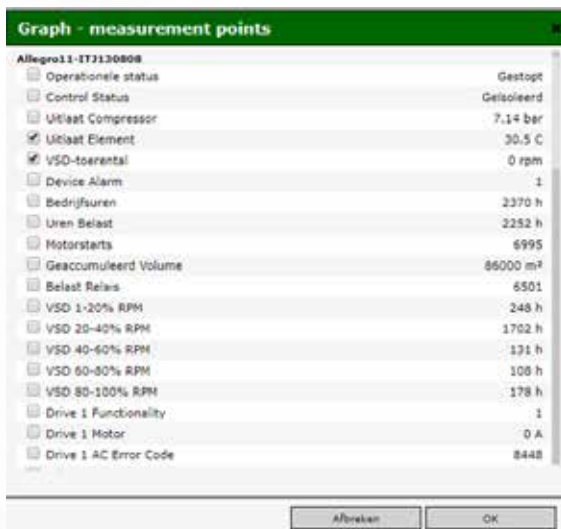 Graph - measurement points
Allegro11-ITJ130808
Operationele status Gestopt
Control Status Geïsoleerd
Uitlaat Compressor 7.14 bar
Uitlaat Element 30.5 C
VSD-toerental 0 rpm
Device Alarm 1
Bedrijfsuren 2370 h
Uren Belast 2252 h
Motorstarts 6995
Geaccumuleerd Volume 86000 m³
Belast Relais 6501
VSD 1-20% RPM 248 h
VSD 20-40% RPM 1702 h
VSD 40-60% RPM 131 h
VSD 60-80% RPM 108 h
VSD 80-100% RPM 178 h
Drive 1 Functionality 1
Drive 1 Motor 0 A
Drive 1 AC Error Code 8448
Afbreken OK